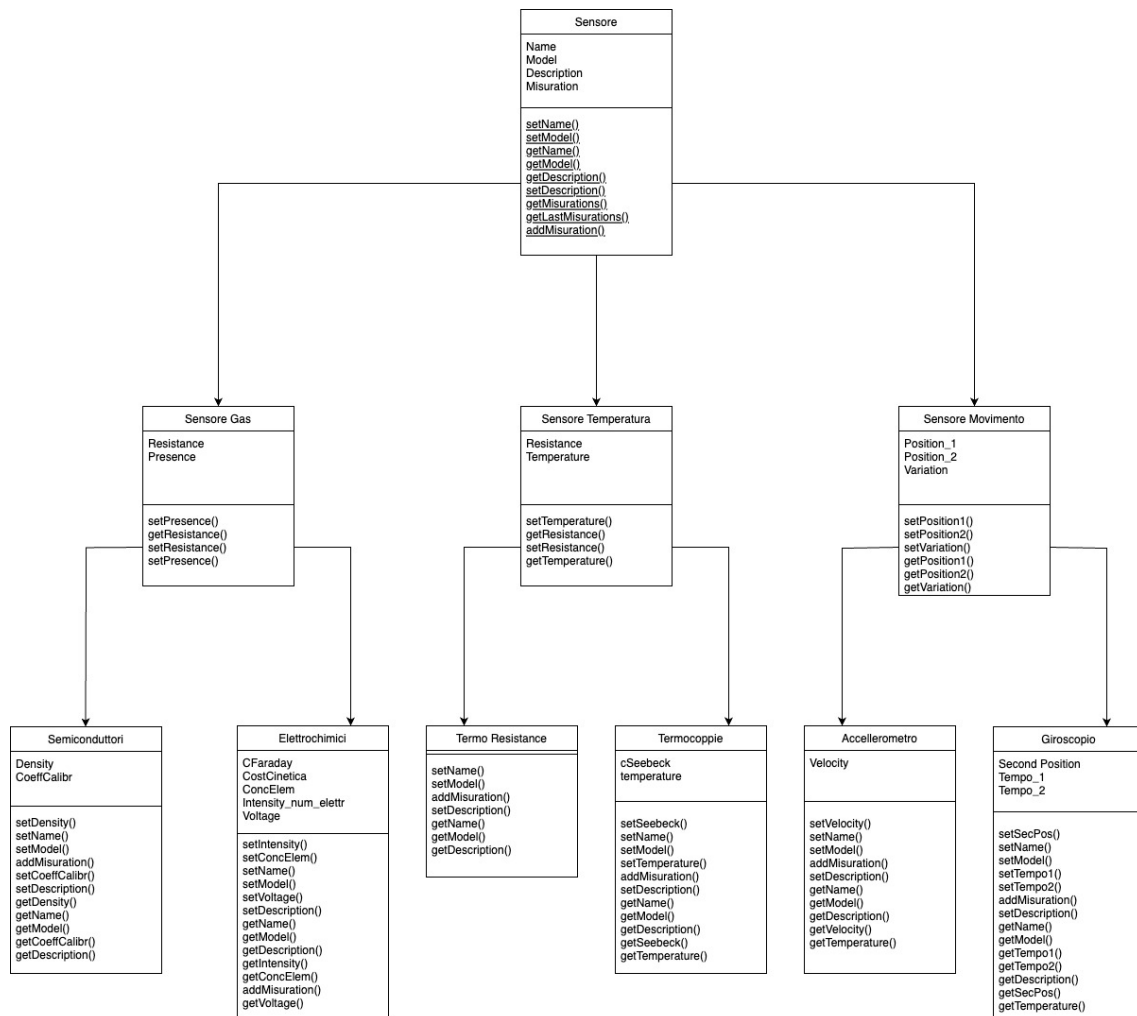 Sensore
Name
Model
Description
Misuration
setName()
setModel()
getName()
getModel()
getDescription()
setDescription()
getMisurations()
getLastMisurations()
addMisuration()
Sensore Gas
Resistance
Presence
setPresence()
getResistance()
setResistance()
setPresence()
Sensore Temperatura
Resistance
Temperature
setTemperature()
getResistance()
setResistance()
getTemperature()
Sensore Movimento
Position_1
Position_2
Variation
setPosition1()
setPosition2()
setVariation()
getPosition1()
getPosition2()
getVariation()
Semiconduttori
Density
CoeffCalibr
setDensity()
setName()
setModel()
addMisuration()
setCoeffCalibr()
setDescription()
getDensity()
getName()
getModel()
getCoeffCalibr()
getDescription()
Elettrochimici
CFaraday
CostCinetica
ConcElem
Intensity_num_elettr
Voltage
setIntensity()
setConcElem()
setName()
setModel()
setVoltage()
setDescription()
getName()
getModel()
getDescription()
getIntensity()
getConcElem()
addMisuration()
getVoltage()
Termo Resistance
setName()
setModel()
addMisuration()
setDescription()
getName()
getModel()
getDescription()
Termocoppie
cSeebeck
temperature
setSeebeck()
setName()
setModel()
setTemperature()
addMisuration()
setDescription()
getName()
getModel()
getDescription()
getSeebeck()
getTemperature()
Accellerometro
Velocity
setVelocity()
setName()
setModel()
addMisuration()
setDescription()
getName()
getModel()
getDescription()
getVelocity()
getTemperature()
Giroscopio
Second Position
Tempo_1
Tempo_2
setSecPos()
setName()
setModel()
setTempo1()
setTempo2()
addMisuration()
setDescription()
getName()
getModel()
getTempo1()
getTempo2()
getDescription()
getSecPos()
getTemperature()